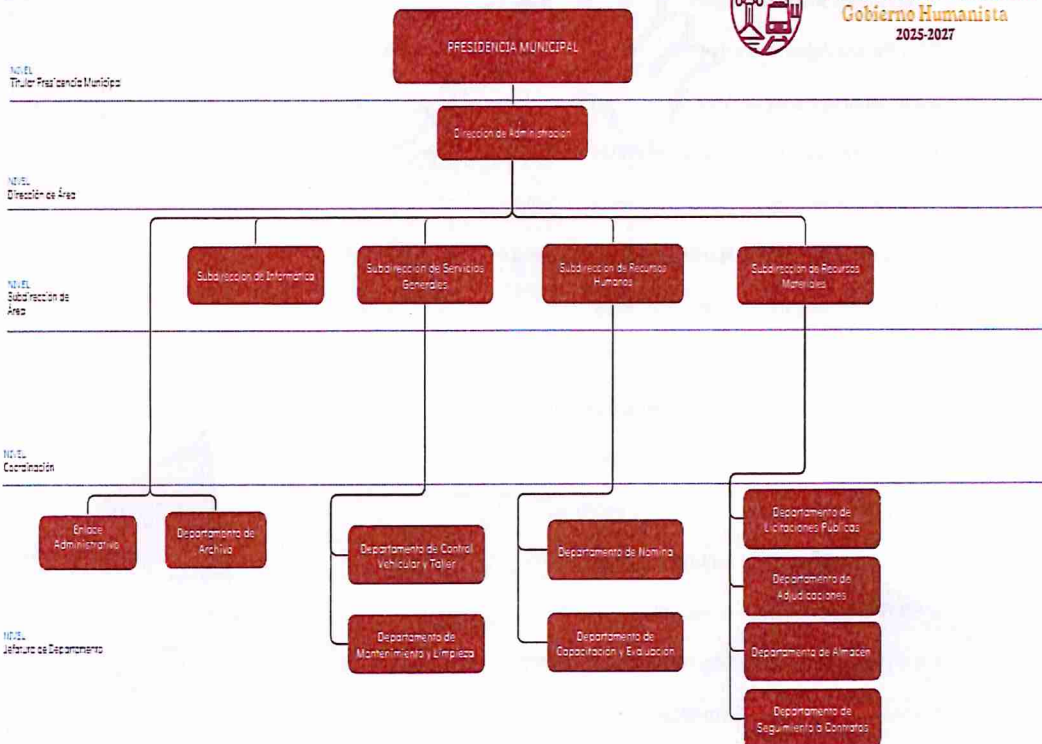 Gobierno Humanista
2025-2027
PRESIDENCIA MUNICIPAL
NIVEL
Titular Presidencia Municipal
Dirección de Administración
NIVEL
Dirección de Área
Subdirección de Informática
Subdirección de Servicios
Generales
Subdirección de Recursos
Humanos
Subdirección de Recursos
Materiales
NIVEL
Subdirección de
Área
NIVEL
Coordinación
Enlace
Administrativo
Departamento de
Archivo
Departamento de Control
Vehicular y Taller
Departamento de Nomina
Departamento de
Licitaciones Públicas
Departamento de
Adjudicaciones
NIVEL
Jefatura de Departamento
Departamento de
Mantenimiento y Limpieza
Departamento de
Capacitación y Evaluación
Departamento de Almacén
Departamento de
Seguimiento a Contratos